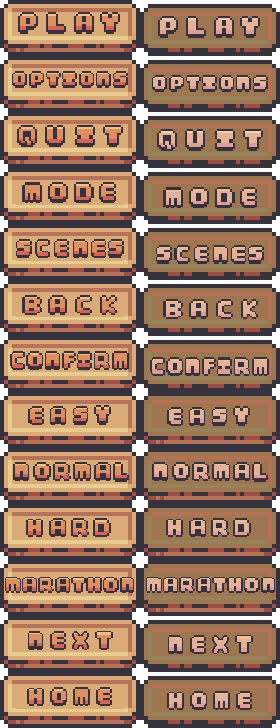 PLAY PLAY
OPTIONS OPTIONS
QUIT QUIT
MODE MODE
SCENES SCENES
BACK BACK
CONFIRM CONFIRM
EASY EASY
NORMAL NORMAL
HARD HARD
MARATHON MARATHON
NEXT NEXT
HOME HOME